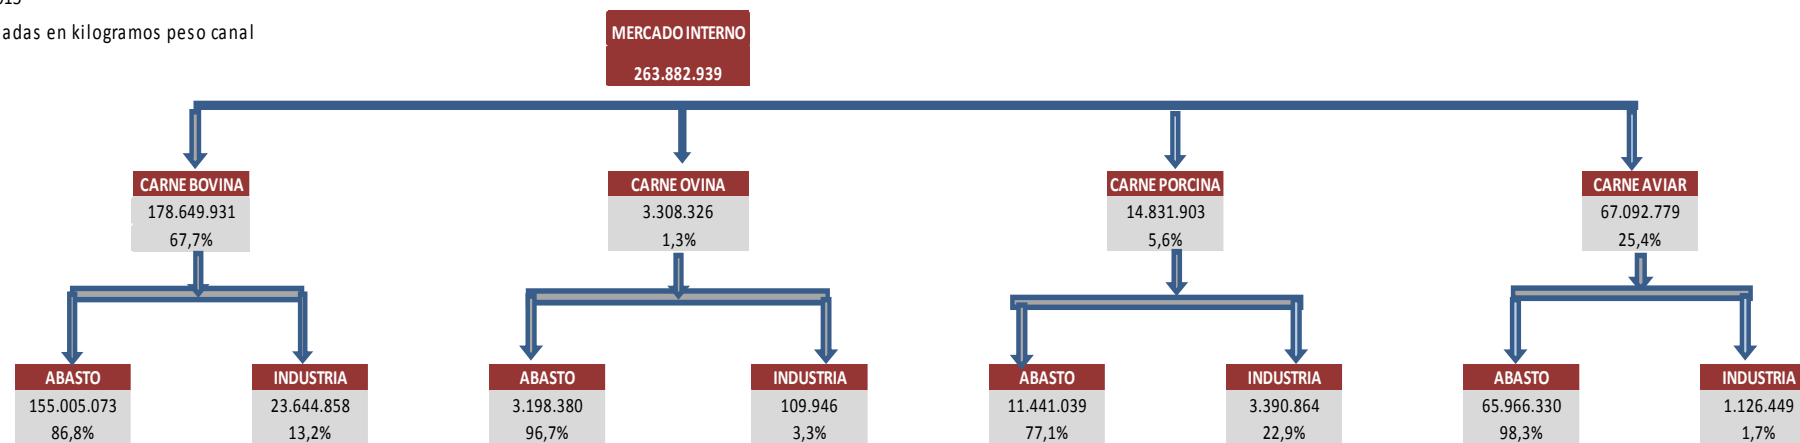 adas en kilogramos peso canal
MERCADO INTERNO
263.882.939
CARNE BOVINA
178.649.931
67,7%
CARNE OVINA
3.308.326
1,3%
CARNE PORCINA
14.831.903
5,6%
CARNE AVIAR
67.092.779
25,4%
ABASTO
155.005.073
86,8%
INDUSTRIA
23.644.858
13,2%
ABASTO
3.198.380
96,7%
INDUSTRIA
109.946
3,3%
ABASTO
11.441.039
77,1%
INDUSTRIA
3.390.864
22,9%
ABASTO
65.966.330
98,3%
INDUSTRIA
1.126.449
1,7%